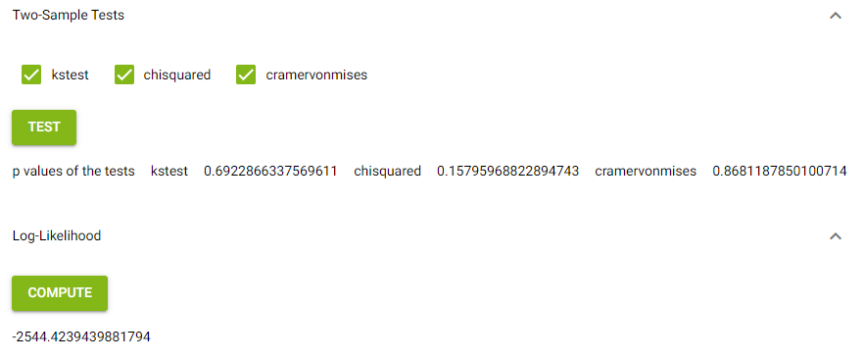 Two-Sample Tests
kstest chisquared cramervonmises
TEST
p values of the tests kstest 0.6922866337569611 chisquared 0.15795968822894743 cramervonmises 0.8681187850100714
Log-Likelihood
COMPUTE
-2544.4239439881794